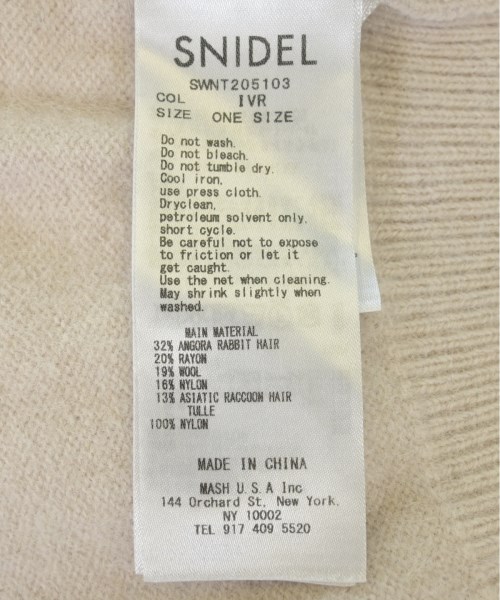 SNIDEL
SWNT205103
COL IVR
SIZE ONE SIZE
Do not wash.
Do not bleach.
Do not tumble dry.
Cool iron,
use press cloth.
Dryclean,
petroleum solvent only,
short cycle.
Be careful not to expose
to friction or let it
get caught.
Use the net when cleaning.
May shrink slightly when
washed.
MAIN MATERIAL
32% ANGORA RABBIT HAIR
20% RAYON
19% WOOL
16% NYLON
13% ASIATIC RACCOON HAIR
TULLE
100% NYLON
MADE IN CHINA
MASH U.S.A Inc
144 Orchard St, New York,
NY 10002
TEL 917 409 5520